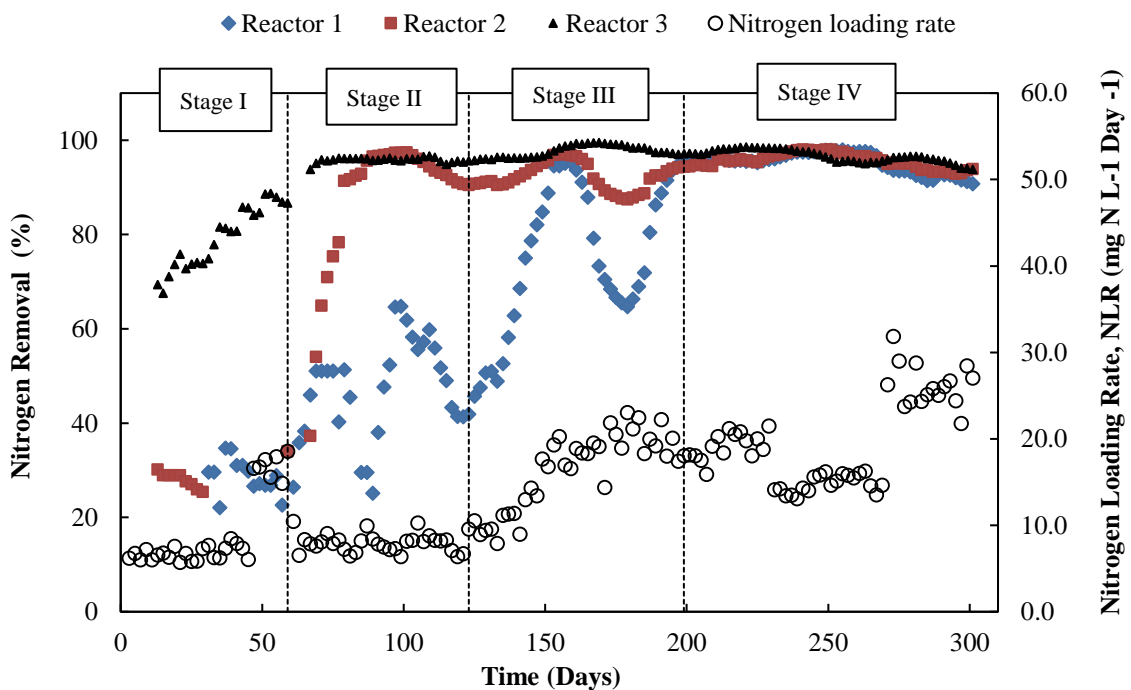 Reactor 1 Reactor 2 Reactor 3 Nitrogen loading rate
Stage I
Stage II
Stage III
Stage IV
Nitrogen Removal (%)
100
80
60
40
20
0
60.0
50.0
40.0
30.0
20.0
10.0
0.0
Nitrogen Loading Rate, NLR (mg N L-1 Day -1)
0 50 100 150 200 250 300
Time (Days)